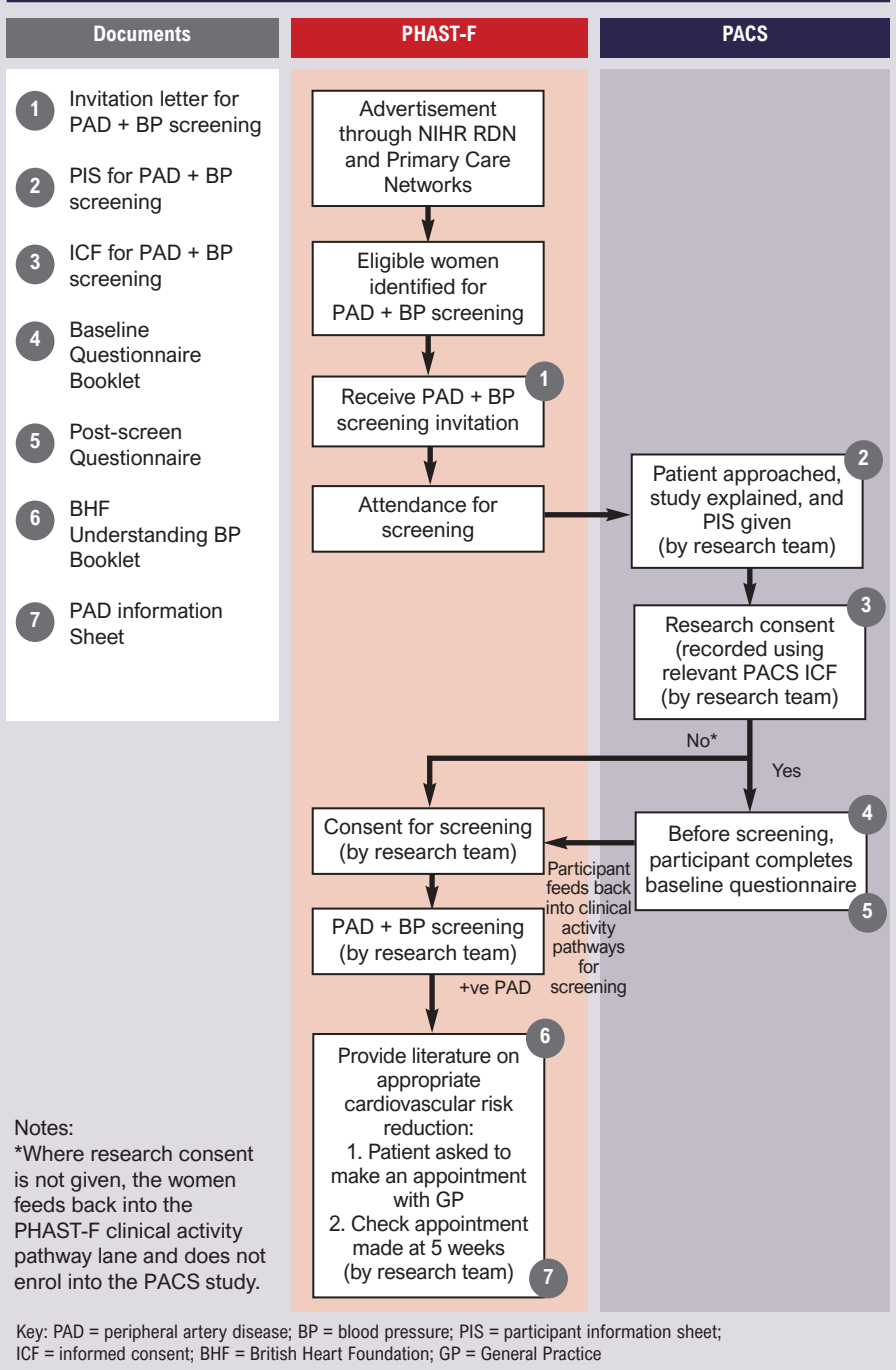 Documents
PHAST-F
PACS
1
Invitation letter for
PAD + BP screening
2
PIS for PAD + BP
screening
3
ICF for PAD + BP
screening
4
Baseline
Questionnaire
Booklet
5
Post-screen
Questionnaire
6
BHF
Understanding BP
Booklet
7
PAD information
Sheet
Advertisement
through NIHR RDN
and Primary Care
Networks
Eligible women
identified for
PAD + BP screening
1
Receive PAD + BP
screening invitation
Attendance for
screening
2
Patient approached,
study explained, and
PIS given
(by research team)
3
Research consent
(recorded using
relevant PACS ICF
(by research team)
No*
Yes
4
Before screening,
participant completes
baseline questionnaire
5
Participant
feeds back
into clinical
activity
pathways
for
screening
Consent for screening
(by research team)
PAD + BP screening
(by research team)
+ve PAD
6
Provide literature on
appropriate
cardiovascular risk
reduction:
1. Patient asked to
make an appointment
with GP
2. Check appointment
made at 5 weeks
(by research team)
7
Notes:
*Where research consent
is not given, the women
feeds back into the
PHAST-F clinical activity
pathway lane and does not
enrol into the PACS study.
Key: PAD = peripheral artery disease; BP = blood pressure; PIS = participant information sheet;
ICF = informed consent; BHF = British Heart Foundation; GP = General Practice